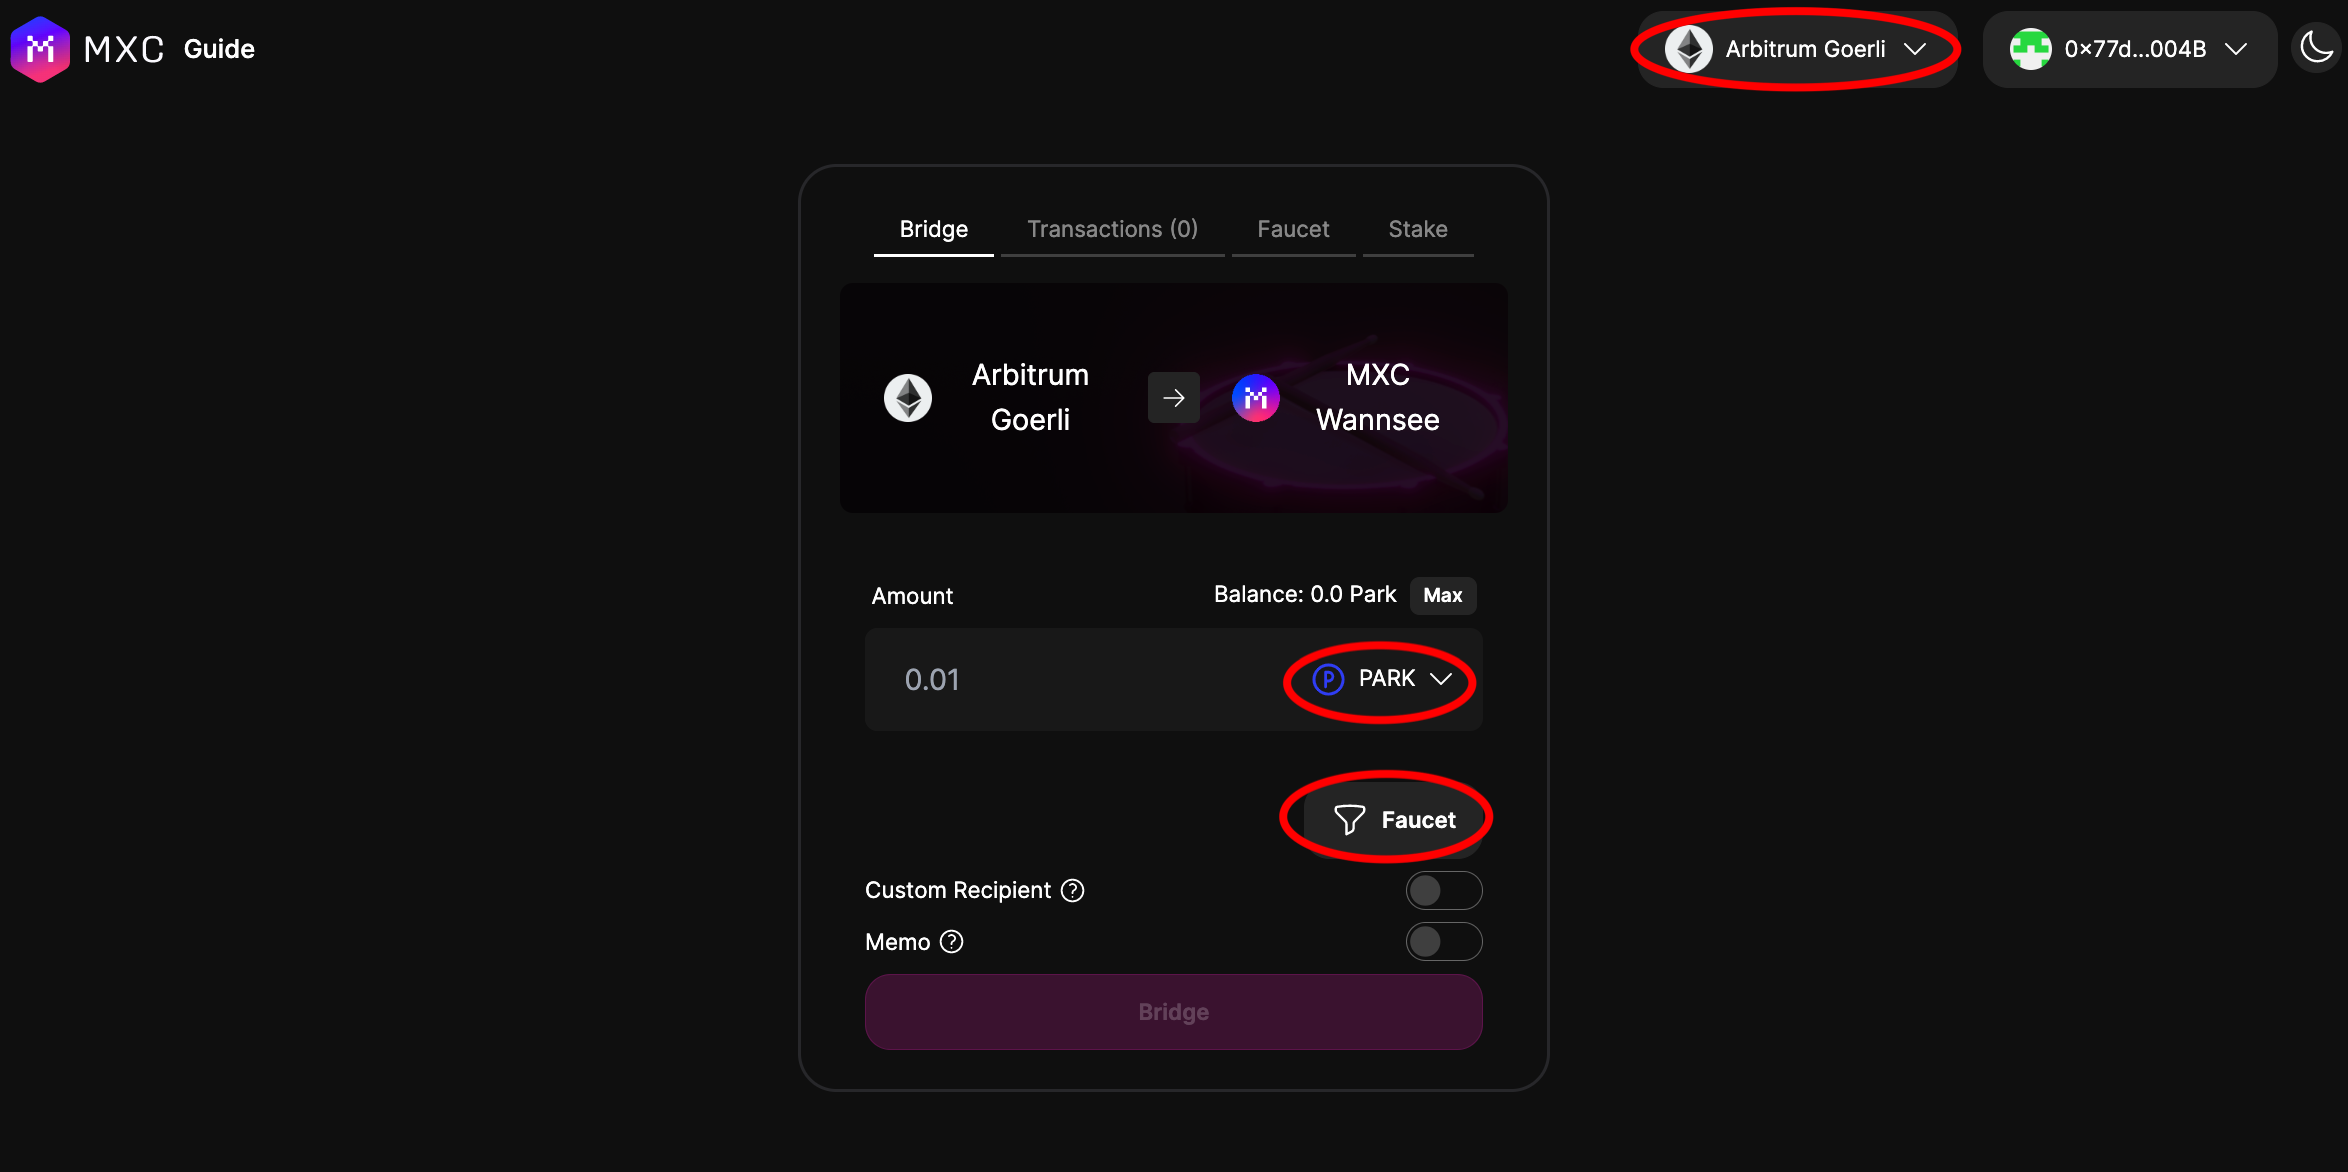 MXC Guide
Arbitrum Goerli
0×77d...004B
Bridge
Transactions (0)
Faucet
Stake
Arbitrum
Goerli
MXC
Wannsee
Amount
Balance: 0.0 Park
Max
0.01
P PARK
Faucet
Custom Recipient ?
Memo ?
Bridge